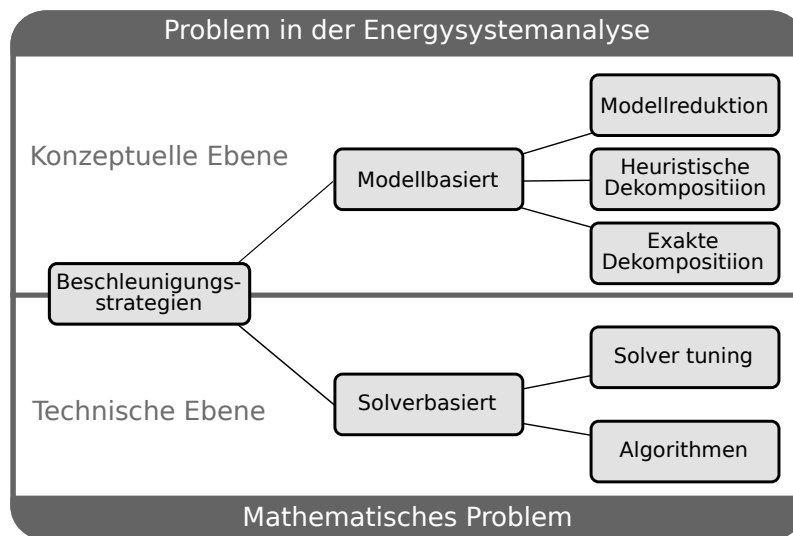 Problem in der Energysystemanalyse
Konzeptuelle Ebene
Modellreduktion
Modellbasiert
Heuristische
Dekompositiion
Exakte
Dekompositiion
Beschleunigungs-
strategien
Technische Ebene
Solver tuning
Solverbasiert
Algorithmen
Mathematisches Problem